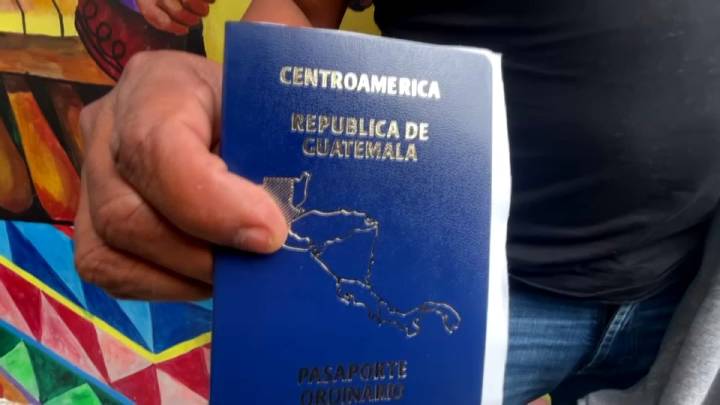 CENTROAMERICA
REPUBLICA DE
GUATEMALA
PASAPORTE
ORDINARIO